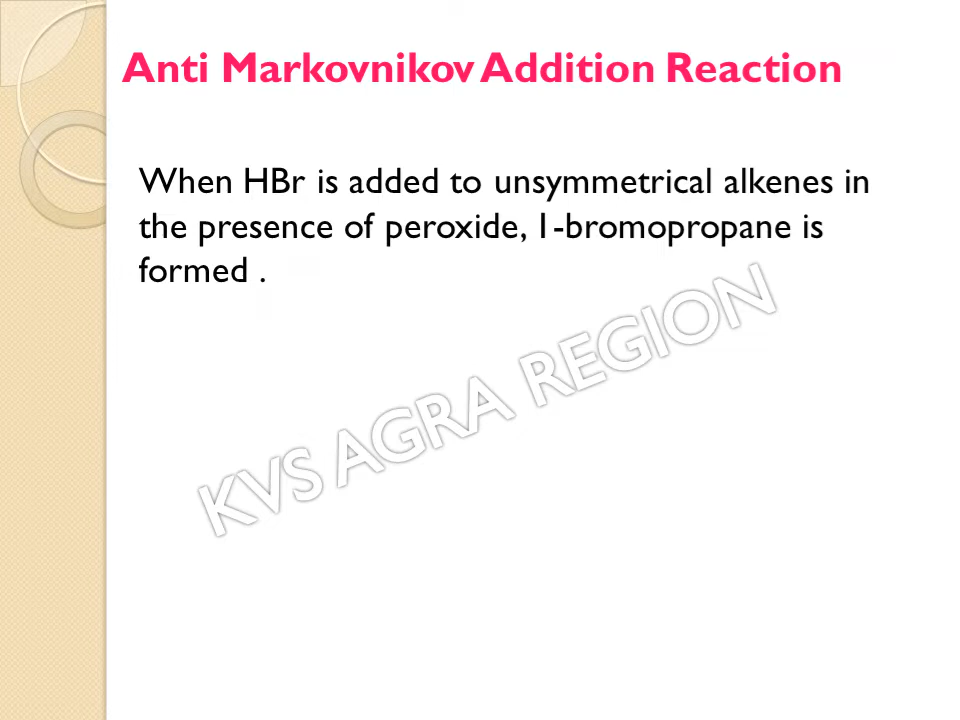 Anti Markovnikov Addition Reaction
When HBr is added to unsymmetrical alkenes in
the presence of peroxide, 1-bromopropane is
formed .
KVS AGRA REGION